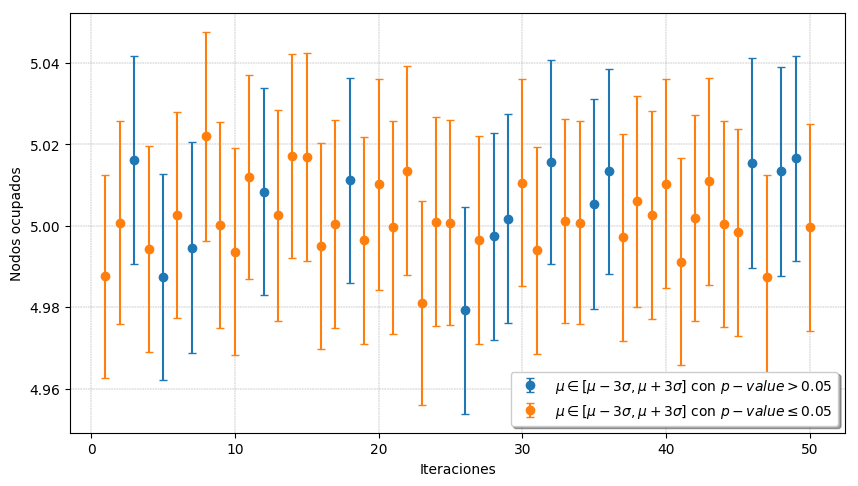 5.04
5.02
5.00
4.98
4.96
Nodos ocupados
0 10 20 30 40 50
Iteraciones
μ ∈ [μ − 3σ, μ + 3σ] con p − value > 0.05
μ ∈ [μ − 3σ, μ + 3σ] con p − value ≤ 0.05